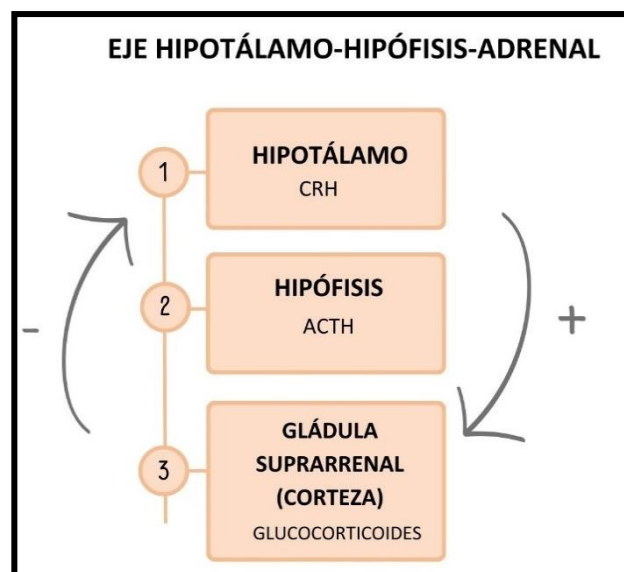 EJE HIPOTÁLAMO-HIPÓFISIS-ADRENAL
1
HIPOTÁLAMO
CRH
2
HIPÓFISIS
ACTH
-
+
3
GLÁDULA
SUPRARRENAL
(CORTEZA)
GLUCOCORTICOIDES